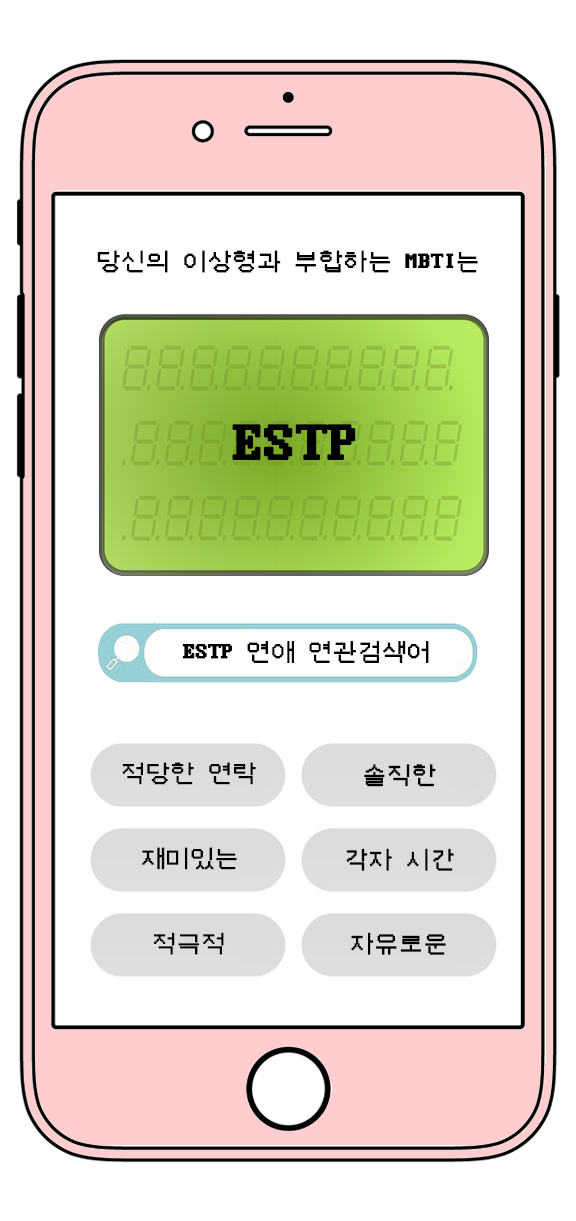 당신의 이상형과 부합하는 MBTI는
ESTP
ESTP 연애 연관검색어
적당한 연락
솔직한
재미있는
각자 시간
적극적
자유로운